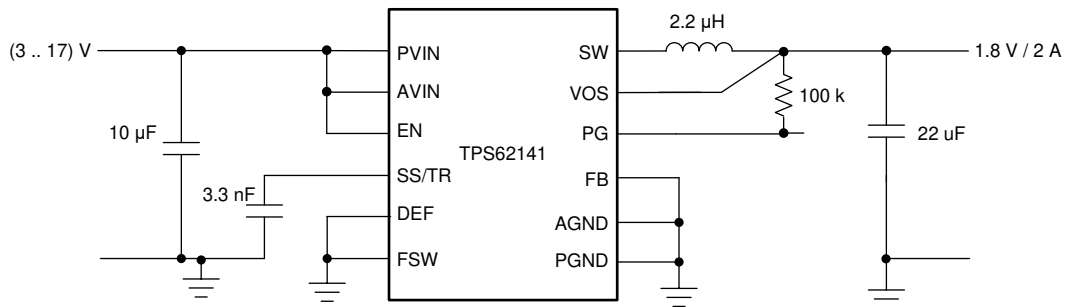 (3 .. 17) V
10 µF
3.3 nF
PVIN
AVIN
EN
SS/TR
DEF
FSW
TPS62141
SW
VOS
PG
FB
AGND
PGND
2.2 µH
100 k
1.8 V / 2 A
22 uF